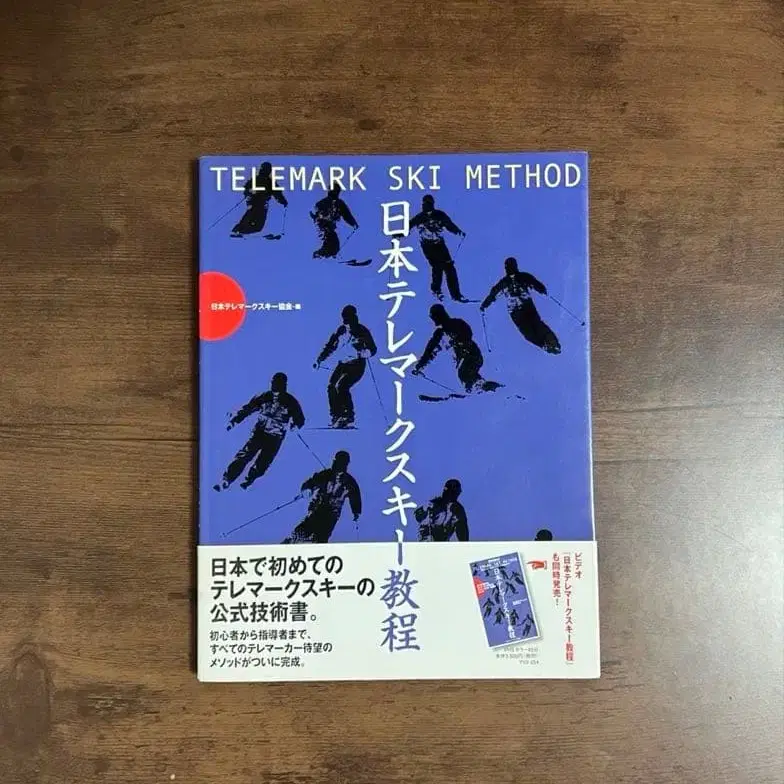 TELEMARK SKI METHOD
日本テレマークスキー教程
日本テレマークスキー協会・編
日本で初めての
テレマークスキーの
公式技術書。
初心者から指導者まで、
すべてのテレマーカー待望の
メソッドがついに完成。
ビデオ
「日本テレマークスキー教程」
も同時発売！